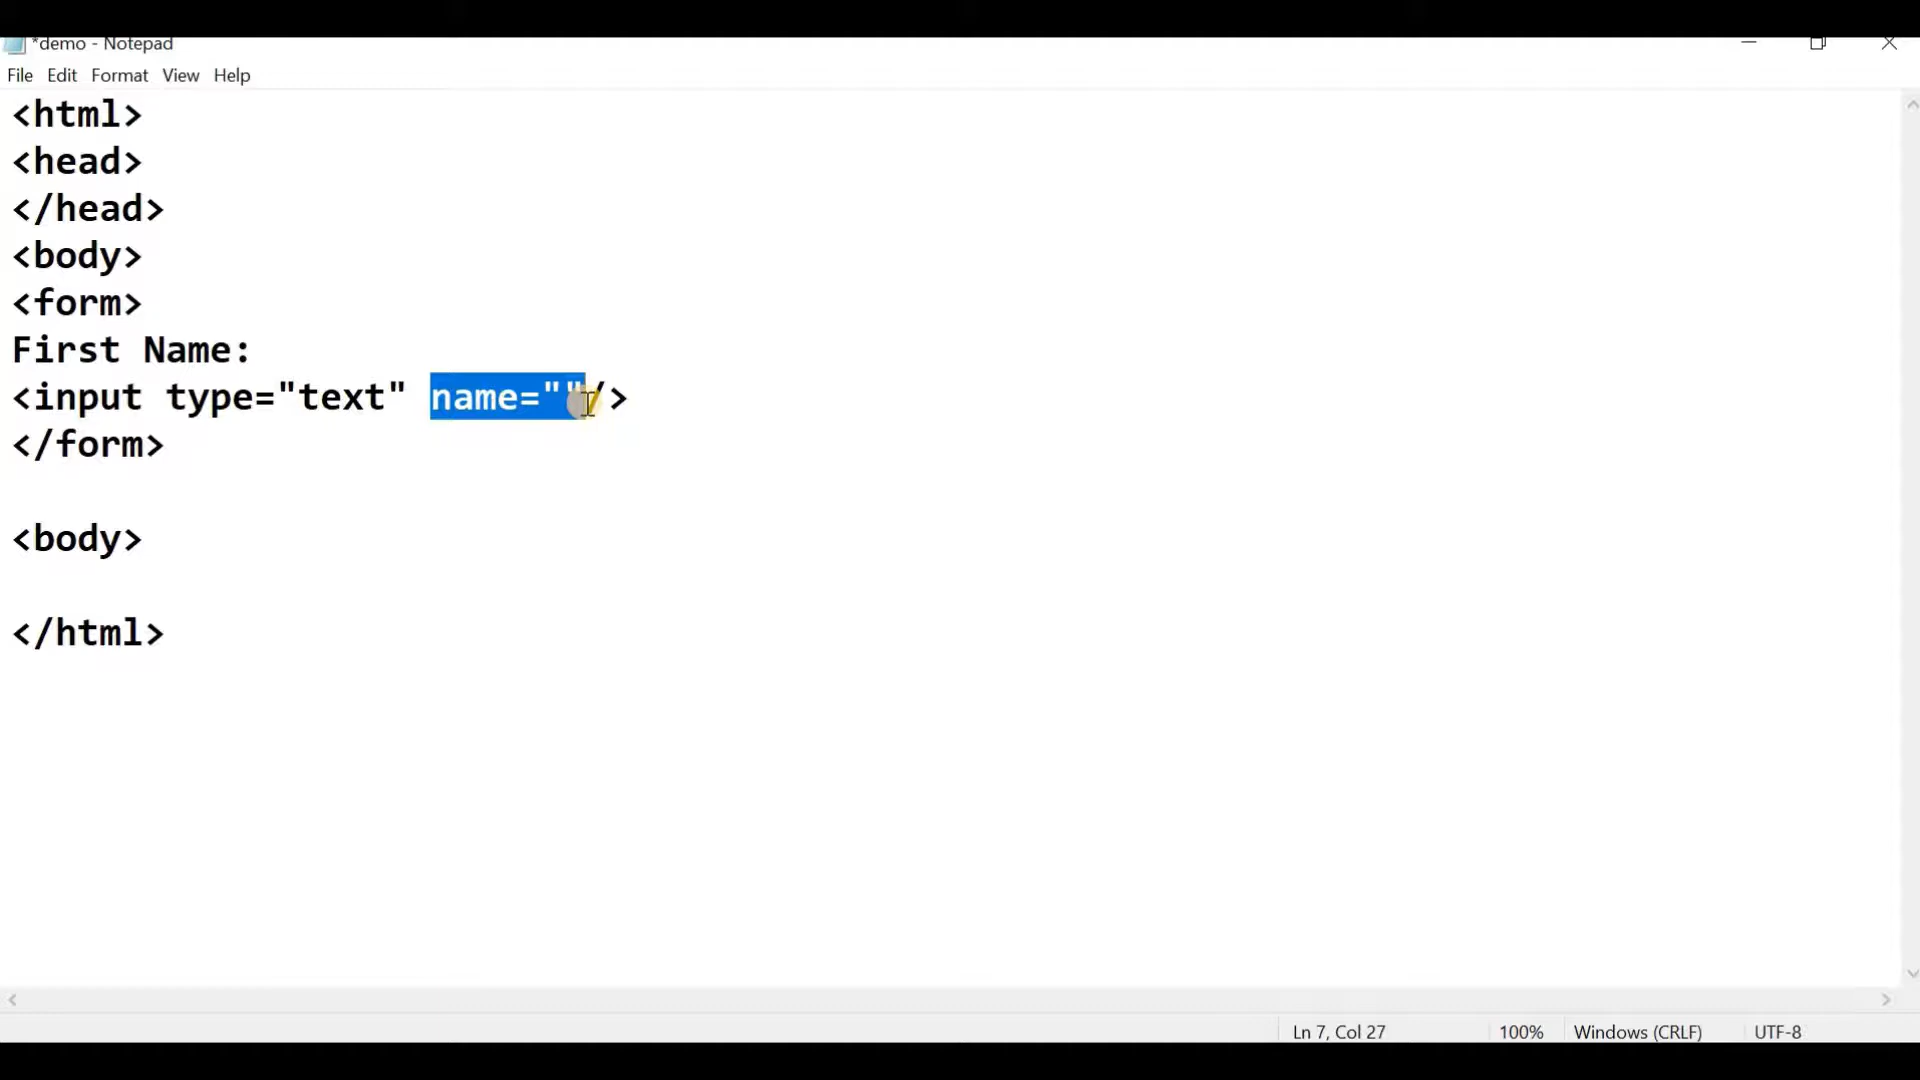 *demo - Notepad
File Edit Format View Help
<html>
<head>
</head>
<body>
<form>
First Name:
<input type="text" name=""/>
</form>
<body>
</html>
Ln 7, Col 27 100% Windows (CRLF) UTF-8